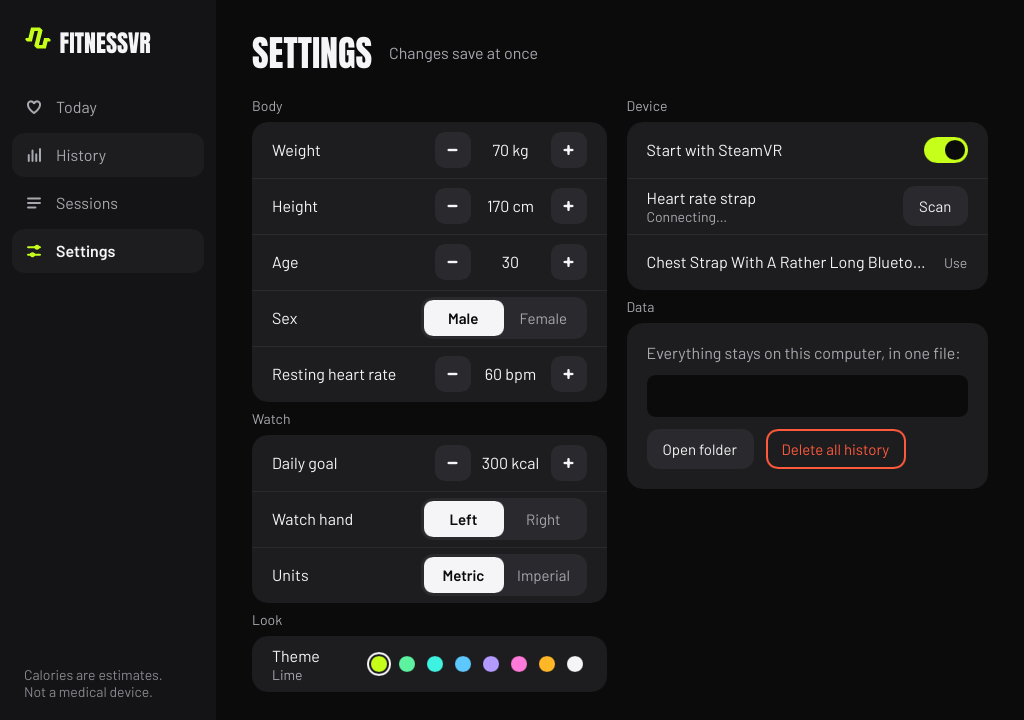 FITNESSVR
Today
History
Sessions
Settings
Calories are estimates.
Not a medical device.
SETTINGS
Changes save at once
Body
Weight
70 kg
Height
170 cm
Age
30
Sex
Male
Female
Resting heart rate
60 bpm
Watch
Daily goal
300 kcal
Watch hand
Left
Right
Units
Metric
Imperial
Look
Theme
Lime
Device
Start with SteamVR
Heart rate strap
Connecting...
Scan
Chest Strap With A Rather Long Blueto...
Use
Data
Everything stays on this computer, in one file:
Open folder
Delete all history